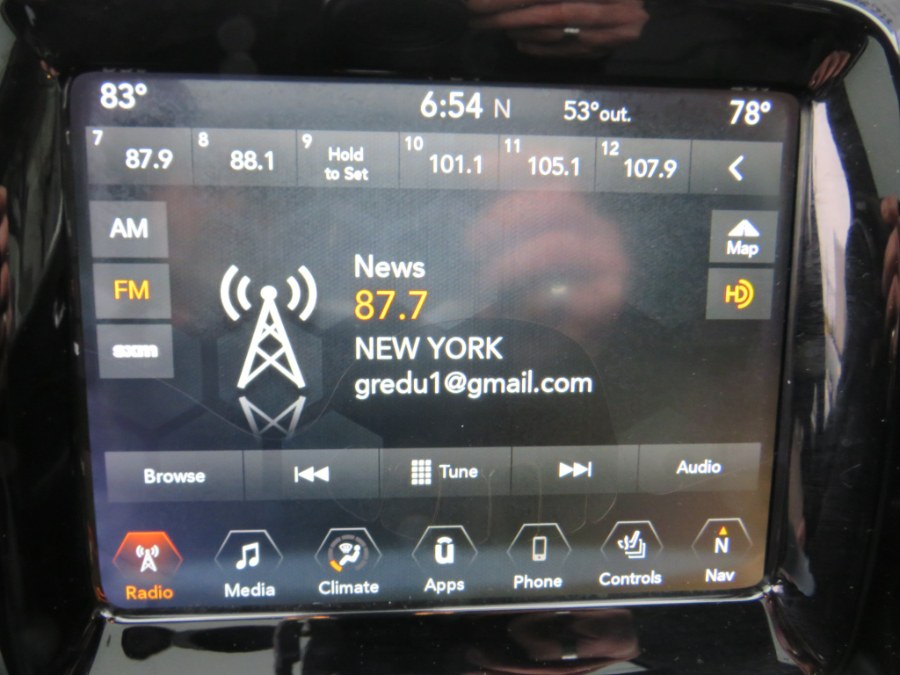 83° 6:54 N 53°out. 78°
7 87.9 8 88.1 9 Hold to Set 10 101.1 11 105.1 12 107.9
AM
Map
News
FM
87.7
HD
NEW YORK
sxm
gredu1@gmail.com
Browse Tune Audio
Radio Media Climate Apps Phone Controls Nav